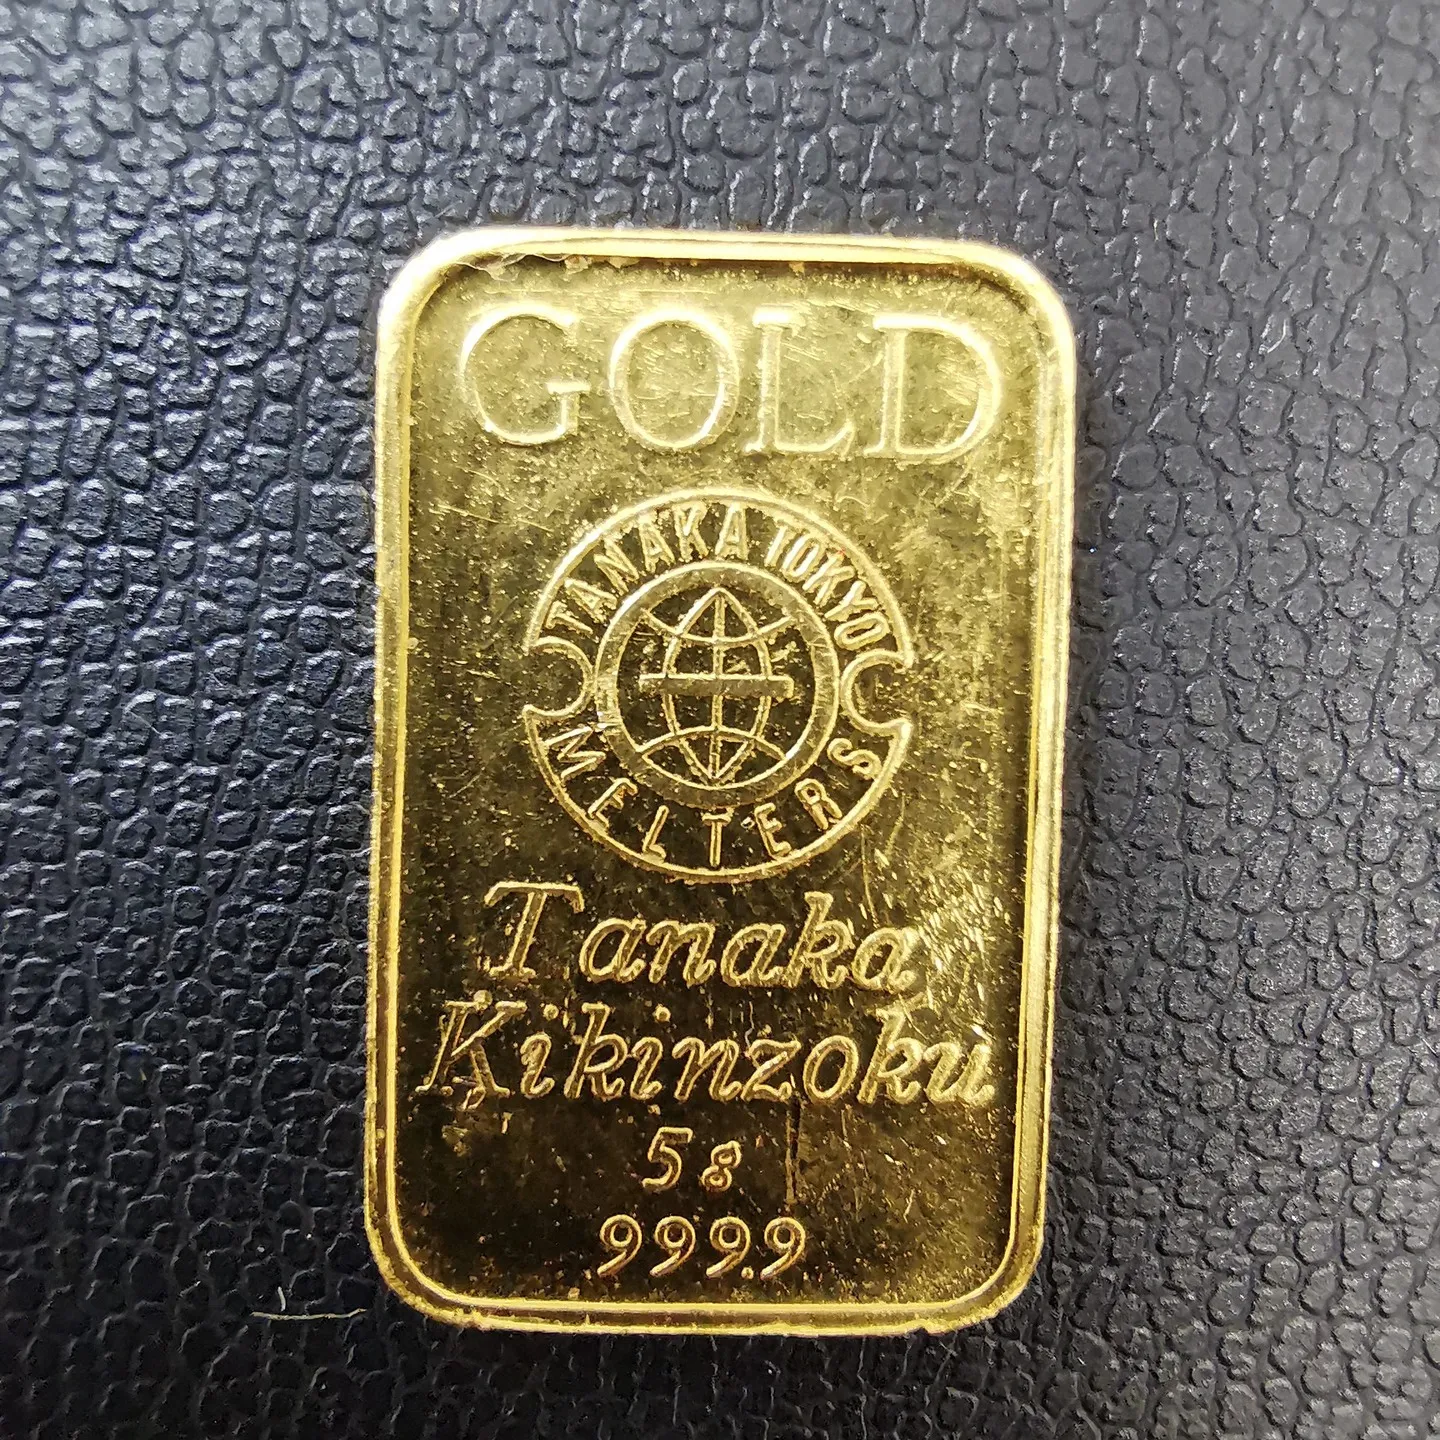 GOLD
TANAKA TOKYO
MELTERS
Tanaka
Kikinzoku
5g
999.9